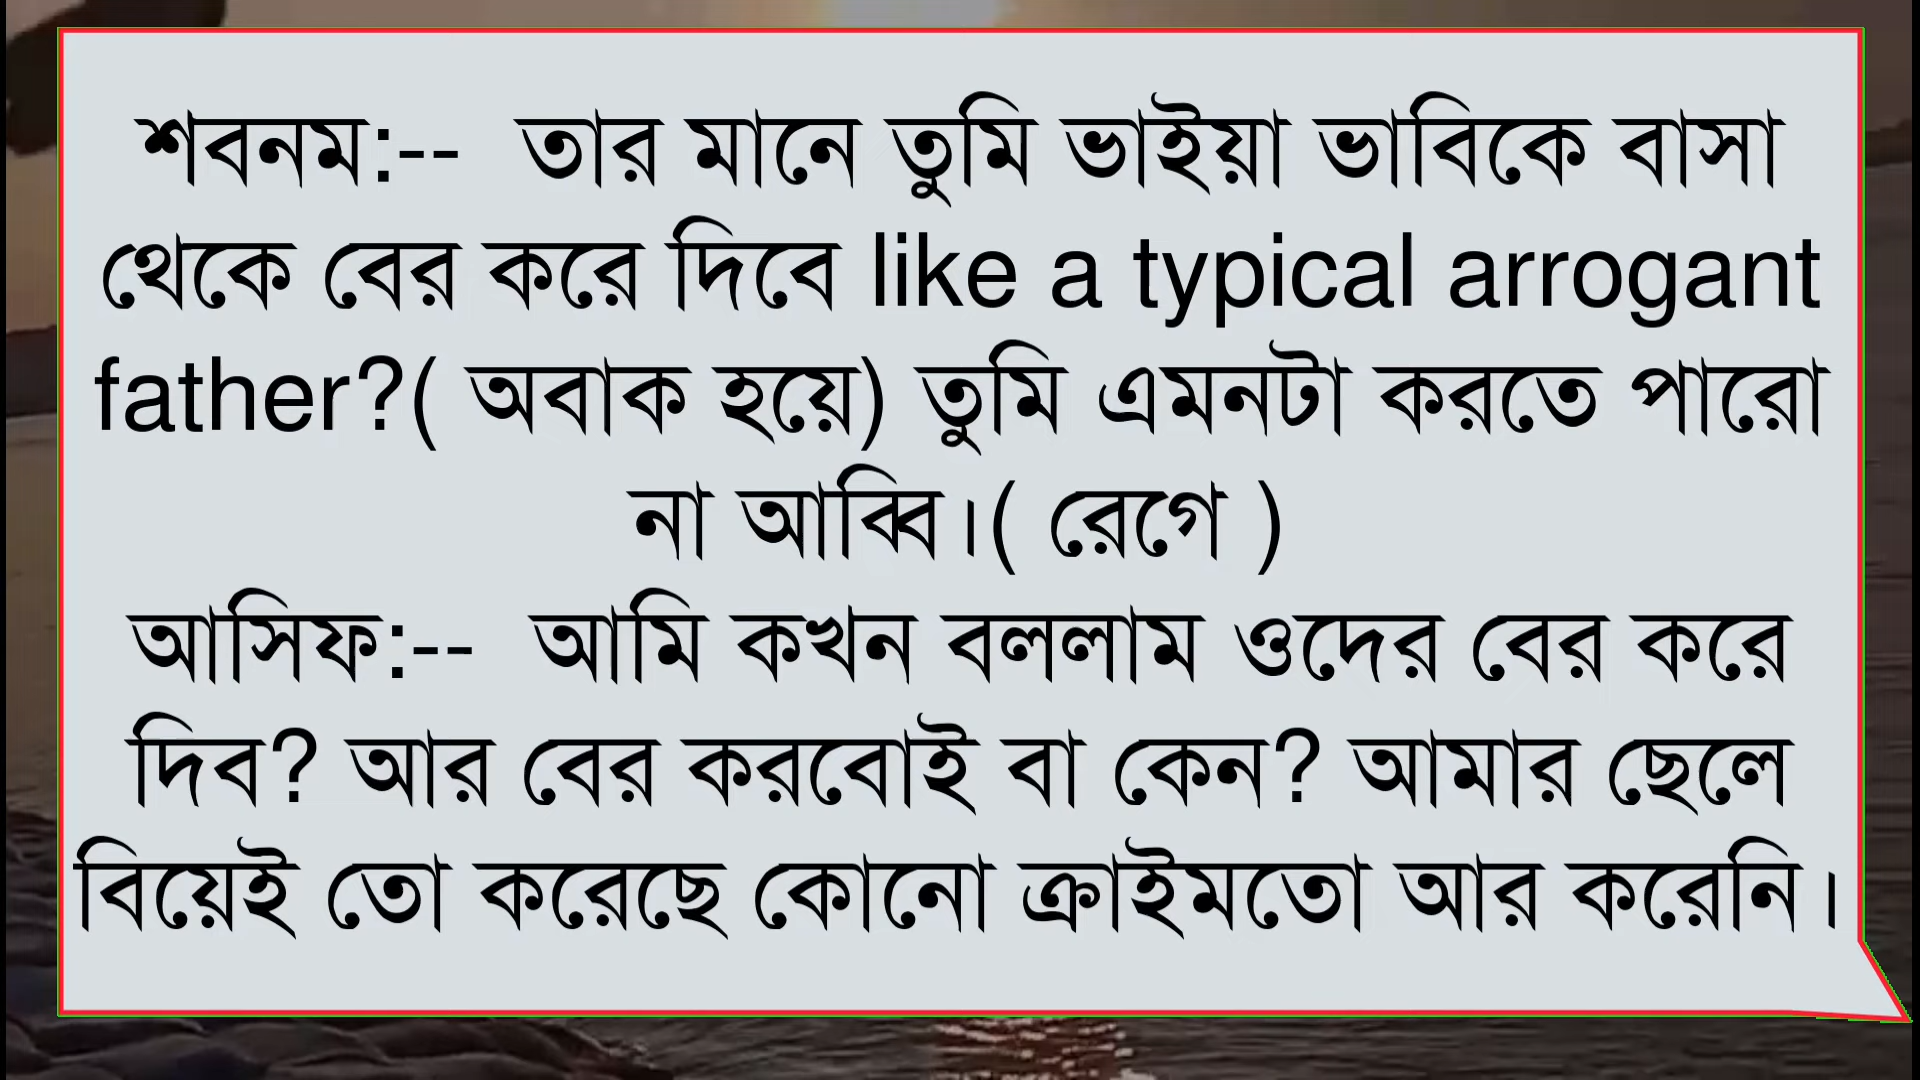 শবনম:-- তার মানে তুমি ভাইয়া ভাবিকে বাসা
থেকে বের করে দিবে like a typical arrogant
father?( অবাক হয়ে) তুমি এমনটা করতে পারো
না আব্বি।( রেগে )
আসিফ:-- আমি কখন বললাম ওদের বের করে
দিব? আর বের করবোই বা কেন? আমার ছেলে
বিয়েই তো করেছে কোনো ক্রাইমতো আর করেনি।